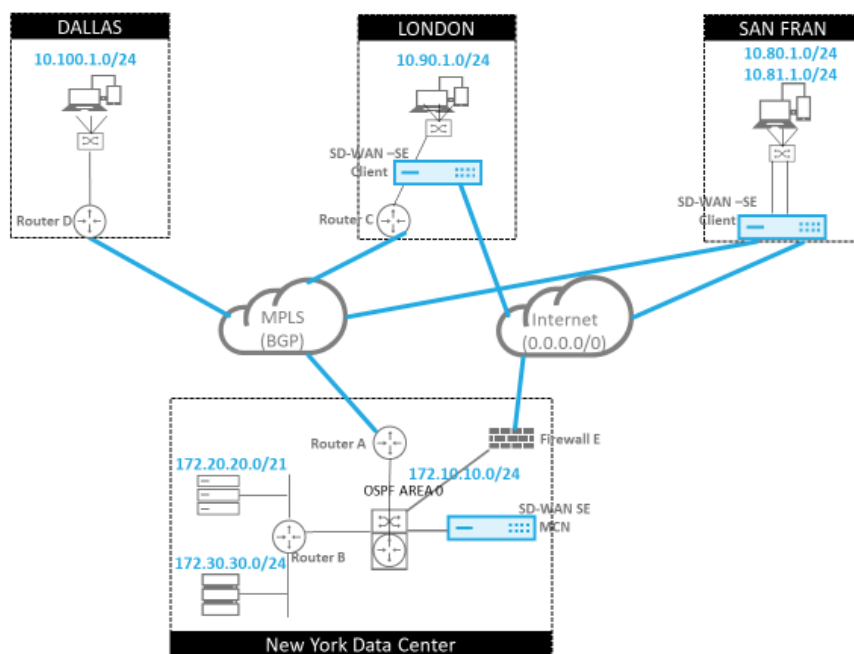 DALLAS
10.100.1.0/24
Router D
LONDON
10.90.1.0/24
SD-WAN –SE
Client
Router C
SAN FRAN
10.80.1.0/24
10.81.1.0/24
SD-WAN –SE
Client
MPLS
(BGP)
Internet
(0.0.0.0/0)
Router A
Firewall E
172.20.20.0/21
172.10.10.0/24
OSPF AREA 0
SD-WAN SE
MCN
Router B
172.30.30.0/24
New York Data Center